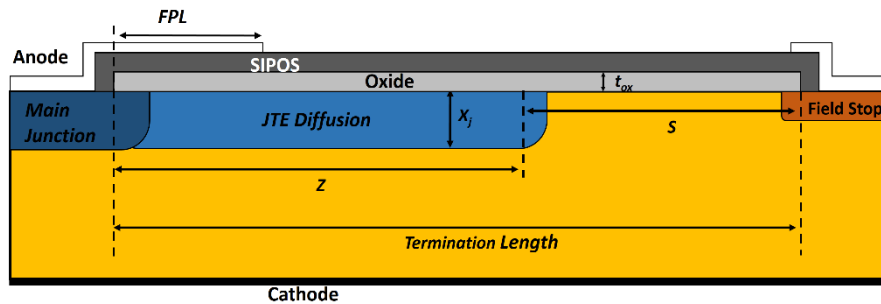 FPL
Anode
SIPOS
Oxide
tox
Main
Junction
JTE Diffusion
Xj
S
Field Stop
Z
Termination Length
Cathode